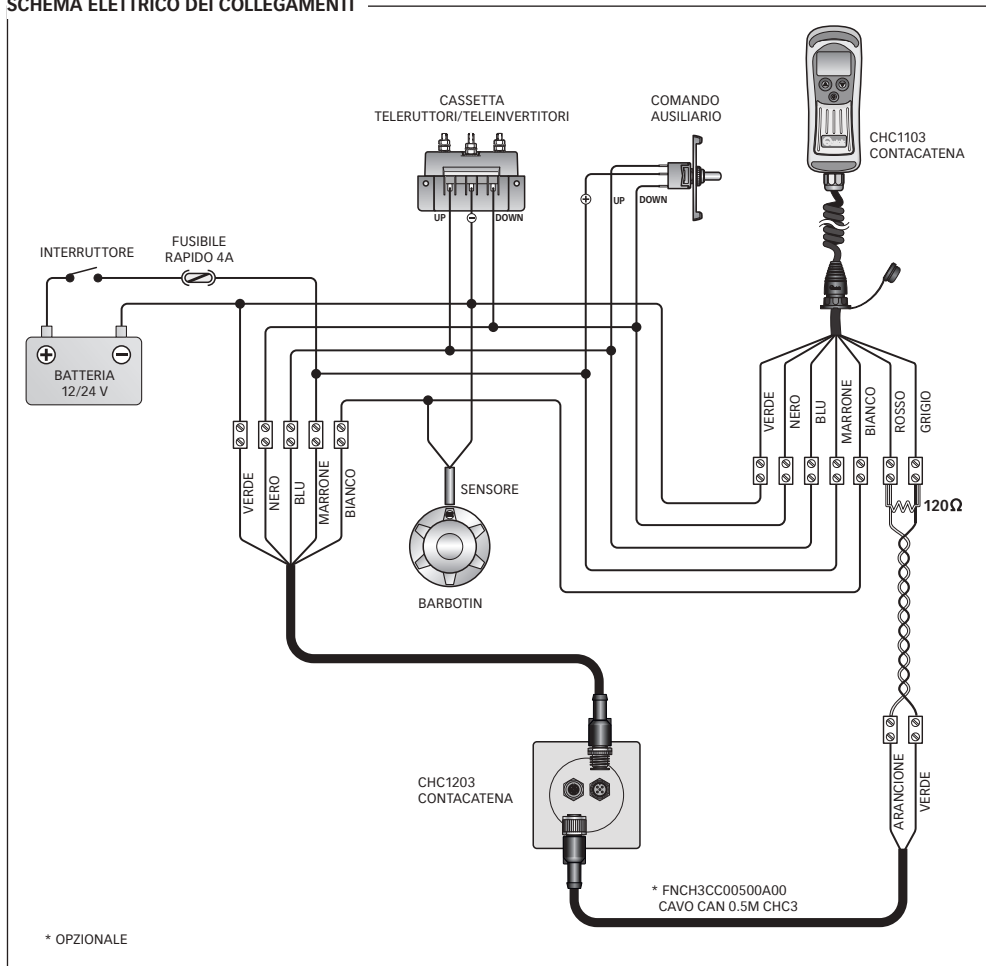 SCHEMA ELETTRICO DEI COLLEGAMENTI
CASSETTA
TELERUTTORI/TELEINVERTITORI
COMANDO
AUSILIARIO
CHC1103
CONTACATENA
UP
DOWN
UP
DOWN
INTERRUTTORE
FUSIBILE
RAPIDO 4A
BATTERIA
12/24 V
VERDE
NERO
BLU
MARRONE
BIANCO
ROSSO
GRIGIO
VERDE
NERO
BLU
MARRONE
BIANCO
SENSORE
120Ω
BARBOTIN
CHC1203
CONTACATENA
ARANCIONE
VERDE
* FNCH3CC00500A00
CAVO CAN 0.5M CHC3
* OPZIONALE